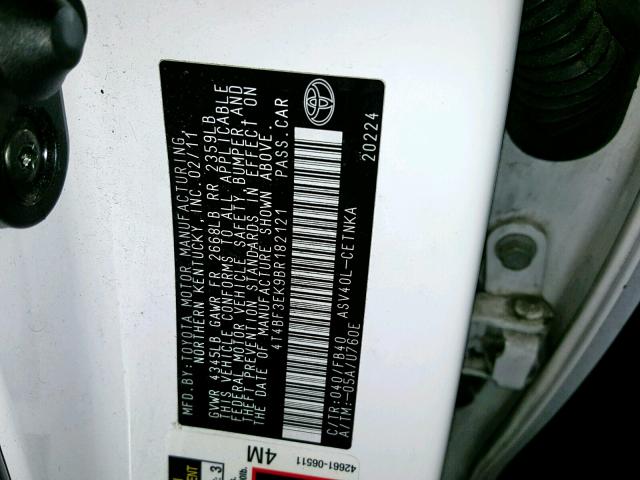 MFD.BY:TOYOTA MOTOR MANUFACTURING,
NORTHERN KENTUCKY, INC. 02/11
GVWR 4345LB GAWR FR 2668LB RR 2359LB
THIS VEHICLE CONFORMS TO ALL APPLICABLE
FEDERAL MOTOR VEHICLE SAFETY, BUMPER AND
THEFT PREVENTION STANDARDS IN EFFECT ON
THE DATE OF MANUFACTURE SHOWN ABOVE.
4T4BF3EK9BR182121 PASS.CAR
C/TR:040/FB40 ASV40L-CETNKA
A/TM:-05A/U760E 20224
42661-06511
4M
3